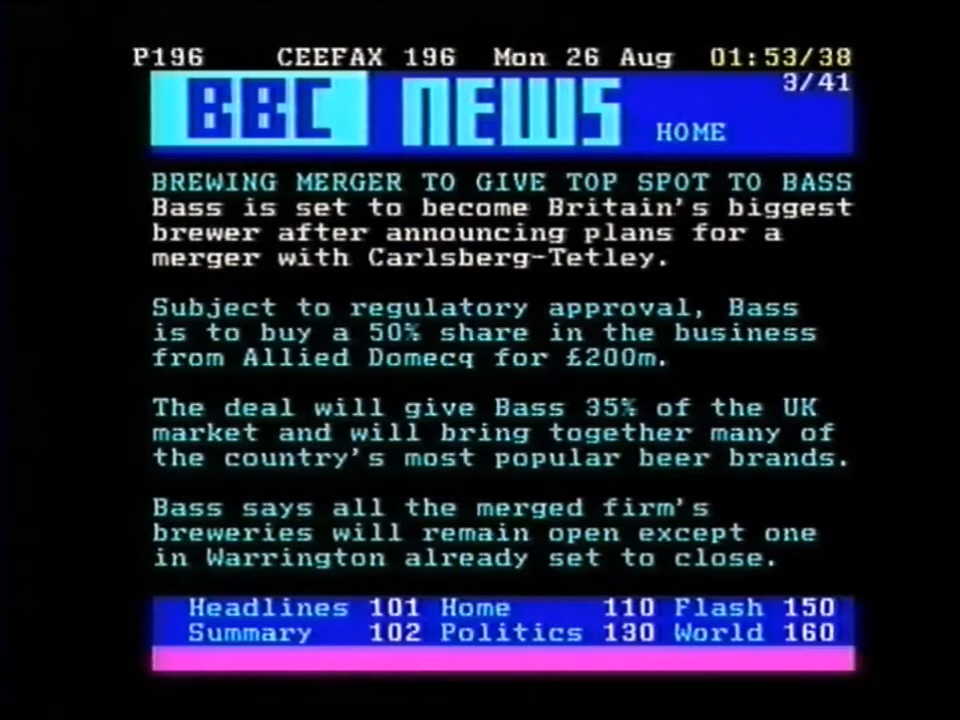 P196 CEEFAX 196 Mon 26 Aug 01:53/38
3/41
BBC NEWS HOME
BREWING MERGER TO GIVE TOP SPOT TO BASS
Bass is set to become Britain's biggest
brewer after announcing plans for a
merger with Carlsberg-Tetley.
Subject to regulatory approval, Bass
is to buy a 50% share in the business
from Allied Domecq for £200m.
The deal will give Bass 35% of the UK
market and will bring together many of
the country's most popular beer brands.
Bass says all the merged firm's
breweries will remain open except one
in Warrington already set to close.
Headlines 101 Home 110 Flash 150
Summary 102 Politics 130 World 160